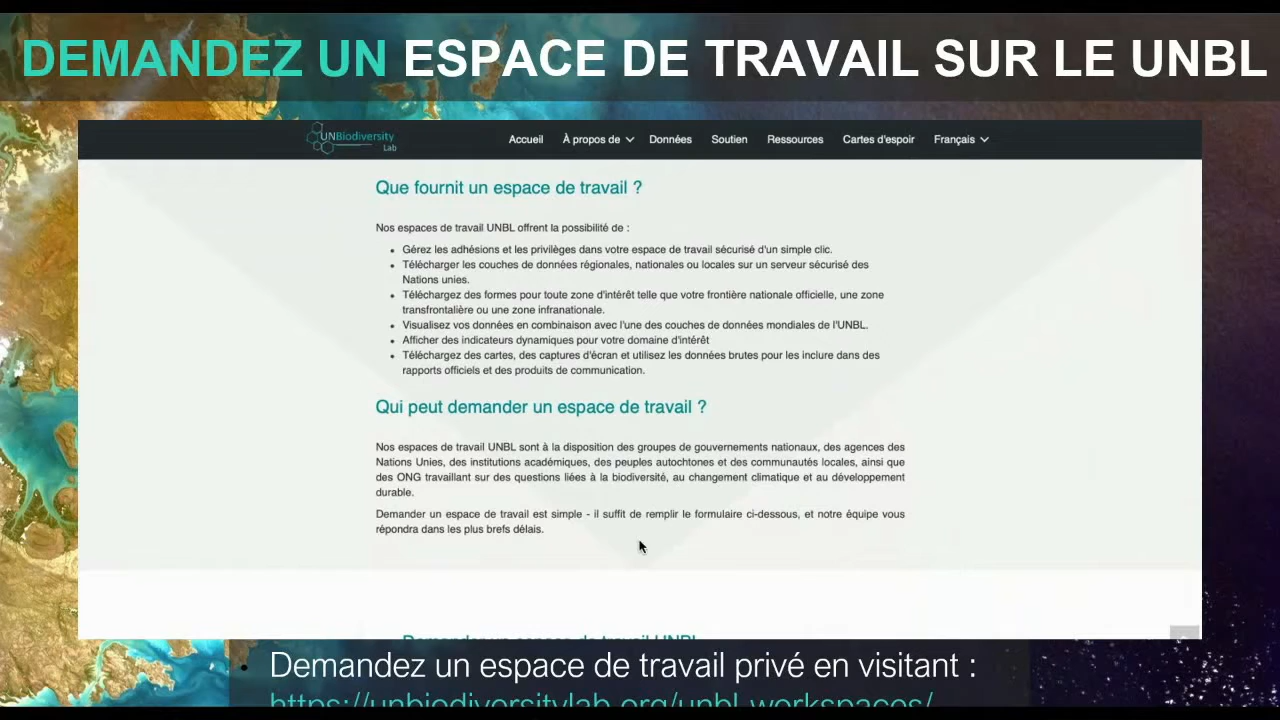 DEMANDEZ UN ESPACE DE TRAVAIL SUR LE UNBL
UNBiodiversity
Lab
Accueil À propos de Données Soutien Ressources Cartes d'espoir Français
Que fournit un espace de travail ?
Nos espaces de travail UNBL offrent la possibilité de :
• Gérez les adhésions et les privilèges dans votre espace de travail sécurisé d'un simple clic.
• Télécharger les couches de données régionales, nationales ou locales sur un serveur sécurisé des
Nations unies.
• Téléchargez des formes pour toute zone d'intérêt telle que votre frontière nationale officielle, une zone
transfrontalière ou une zone infranationale.
• Visualisez vos données en combinaison avec l'une des couches de données mondiales de l'UNBL.
• Afficher des indicateurs dynamiques pour votre domaine d'intérêt
• Téléchargez des cartes, des captures d'écran et utilisez les données brutes pour les inclure dans des
rapports officiels et des produits de communication.
Qui peut demander un espace de travail ?
Nos espaces de travail UNBL sont à la disposition des groupes de gouvernements nationaux, des agences des
Nations Unies, des institutions académiques, des peuples autochtones et des communautés locales, ainsi que
des ONG travaillant sur des questions liées à la biodiversité, au changement climatique et au développement
durable.
Demander un espace de travail est simple - il suffit de remplir le formulaire ci-dessous, et notre équipe vous
répondra dans les plus brefs délais.
Demander un espace de travail UNBL
• Demandez un espace de travail privé en visitant :
https://unbiodiversitylab.org/unbl-workspaces/